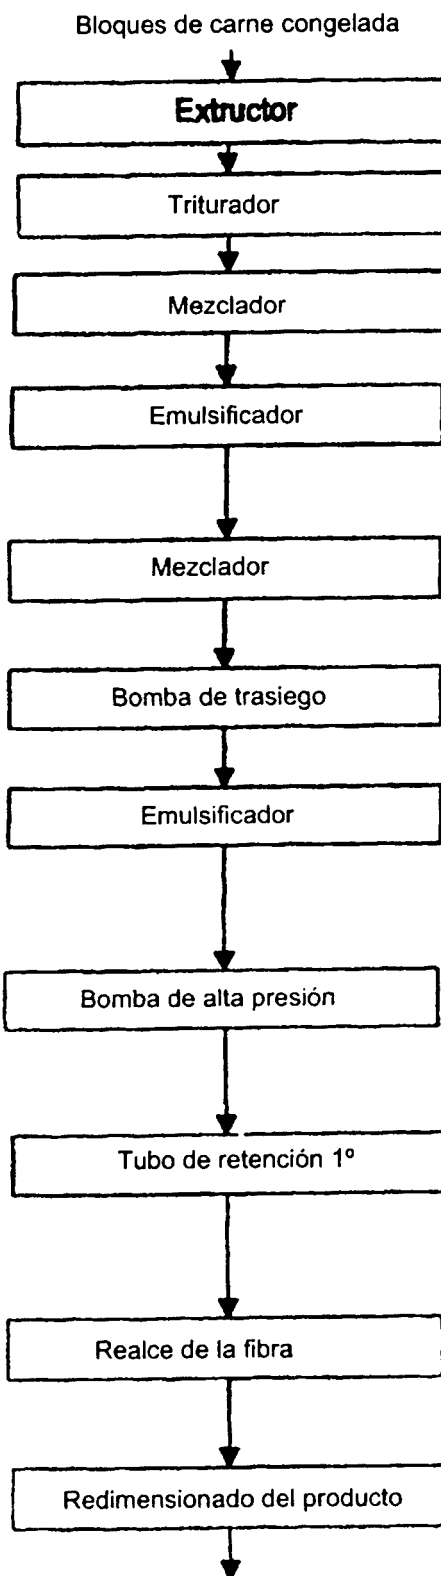 Bloques de carne congelada
Extructor
Triturador
Mezclador
Emulsificador
Mezclador
Bomba de trasiego
Emulsificador
Bomba de alta presión
Tubo de retención 1º
Realce de la fibra
Redimensionado del producto